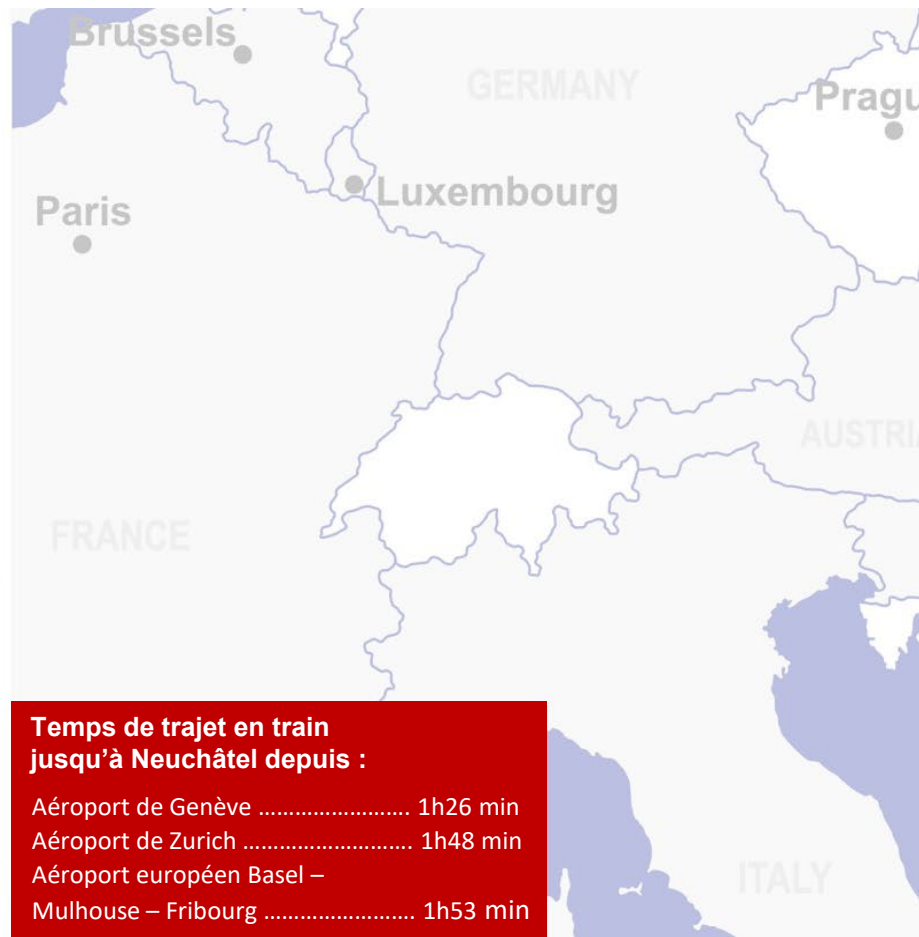 Brussels
GERMANY
Pragu
Luxembourg
Paris
AUSTRIA
FRANCE
Temps de trajet en train
jusqu’à Neuchâtel depuis :
Aéroport de Genève ……………………. 1h26 min
Aéroport de Zurich ………………………. 1h48 min
Aéroport européen Basel –
Mulhouse – Fribourg ……………………. 1h53 min
ITALY